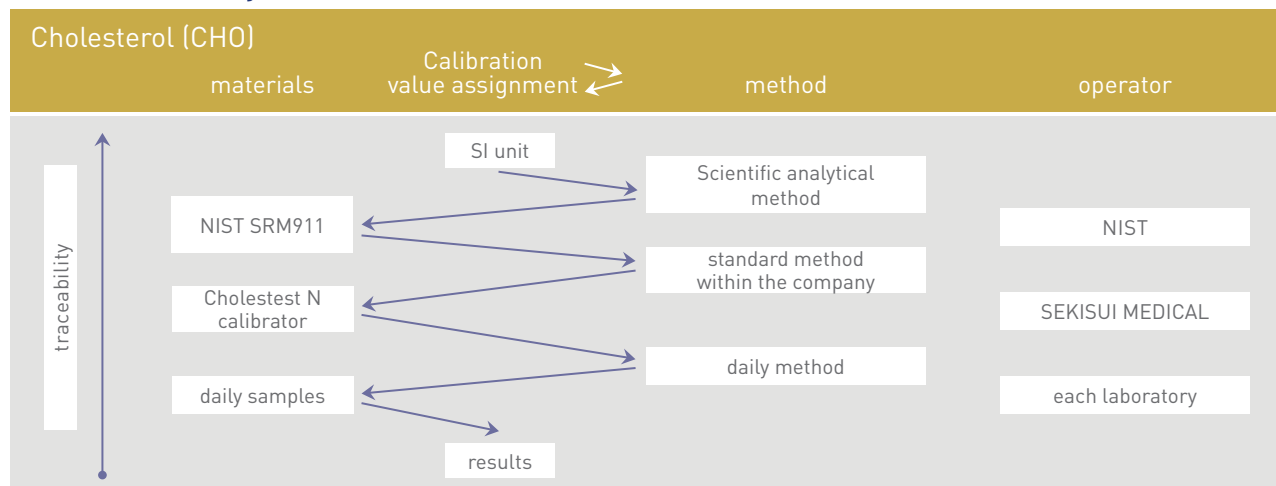 Cholesterol (CHO)
materials
Calibration
value assignment
method
operator
traceability
SI unit
Scientific analytical
method
NIST SRM911
NIST
standard method
within the company
Cholestest N
calibrator
SEKISUI MEDICAL
daily method
daily samples
each laboratory
results